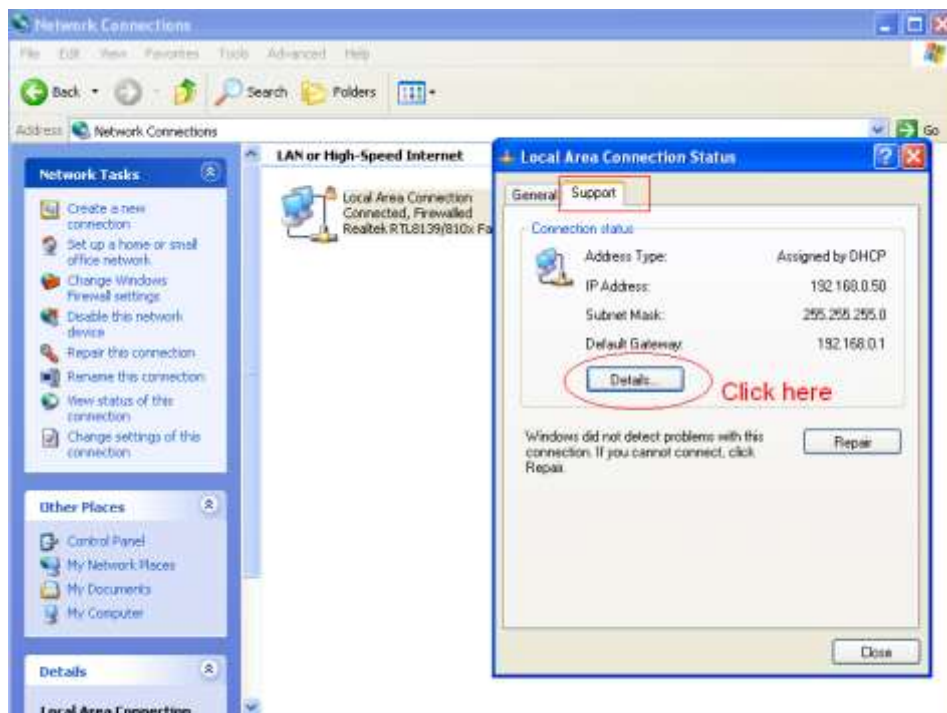 Network Connections
File Edit View Favorites Tools Advanced Help
Back Search Folders
Address Network Connections Go
Network Tasks
Create a new
connection
Set up a home or small
office network
Change Windows
Firewall settings
Disable this network
device
Repair this connection
Rename this connection
View status of this
connection
Change settings of this
connection
Other Places
Control Panel
My Network Places
My Documents
My Computer
Details
Local Area Connection
LAN or High-Speed Internet
Local Area Connection
Connected, Firewalled
Realtek RTL8139/810x Fa
Local Area Connection Status
General Support
Connection status
Address Type: Assigned by DHCP
IP Address: 192.168.0.50
Subnet Mask: 255.255.255.0
Default Gateway: 192.168.0.1
Details...
Click here
Windows did not detect problems with this
connection. If you cannot connect, click
Repair.
Repair
Close